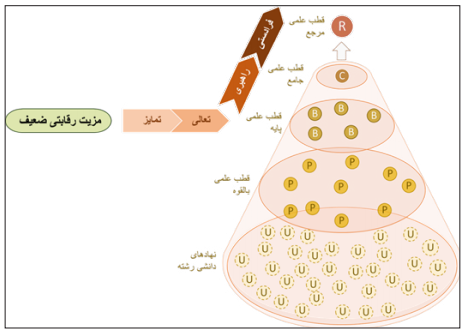 R
قطب علمی
مرجع
فرادستی
C
قطب علمی
جامع
راهبری
B B B
B B
قطب علمی
پایه
تعالی
تمایز
مزیت رقابتی ضعیف
P P
P P P P
P P P P
قطب علمی
بالقوه
U U U U U
U U U U U U U U
U U U U U U U U
U U U U U U U
U U U
U U U U
نهادهای
دانشی رشته